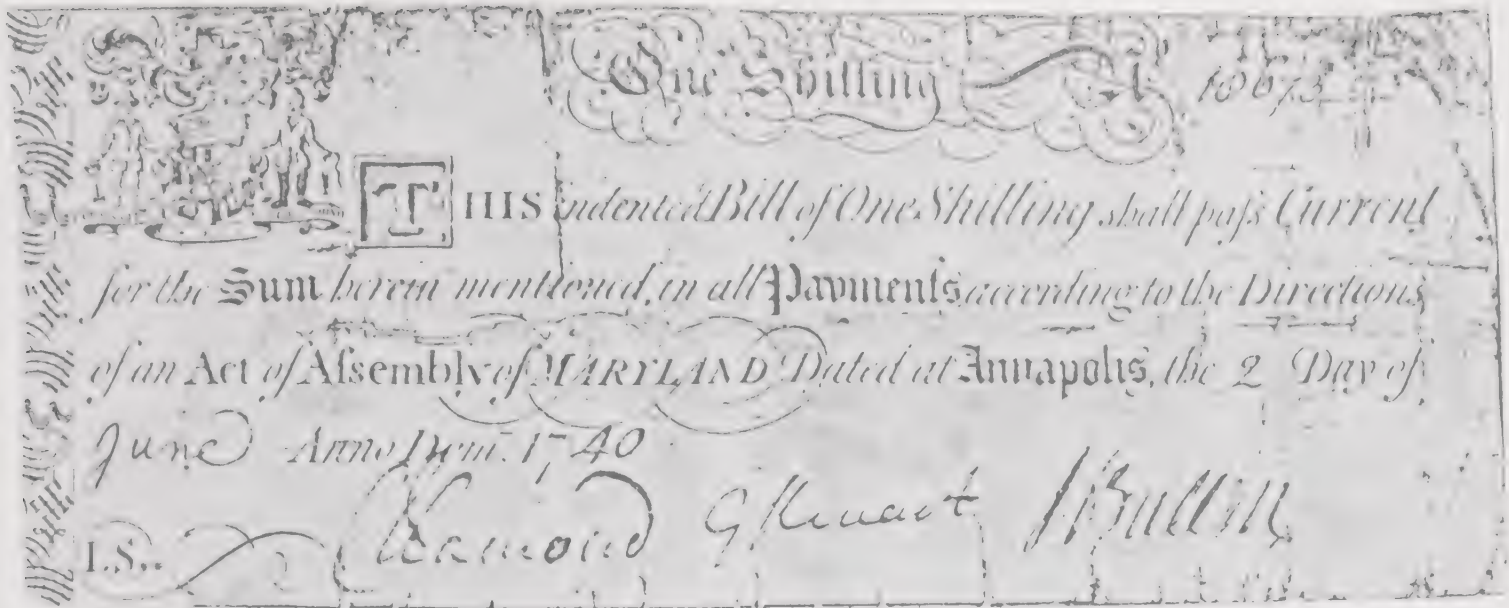 One Shilling
THIS indented Bill of One Shilling shall paſs Current
for the Sum herein mentioned, in all Payments according to the Directions
of an Act of Aſsembly of MARYLAND Dated at Annapolis, the 2 Day of
June Anno Dom. 1740
I.S.
G Steuart J Bullen